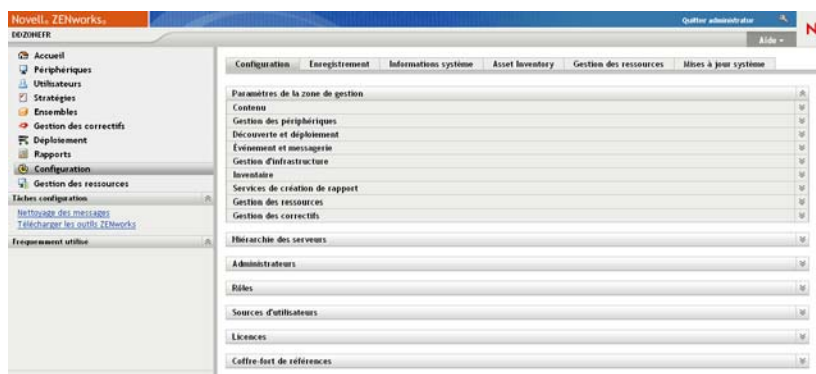 Novell® ZENworks®
Quitter administrator
DDZONEFR
Aide
N
Accueil
Périphériques
Utilisateurs
Stratégies
Ensembles
Gestion des correctifs
Déploiement
Rapports
Configuration
Gestion des ressources
Tâches configuration
Nettoyage des messages
Télécharger les outils ZENworks
Fréquemment utilisé
Configuration Enregistrement Informations système Asset Inventory Gestion des ressources Mises à jour système
Paramètres de la zone de gestion
Contenu
Gestion des périphériques
Découverte et déploiement
Événement et messagerie
Gestion d'infrastructure
Inventaire
Services de création de rapport
Gestion des ressources
Gestion des correctifs
Hiérarchie des serveurs
Administrateurs
Rôles
Sources d'utilisateurs
Licences
Coffre-fort de références